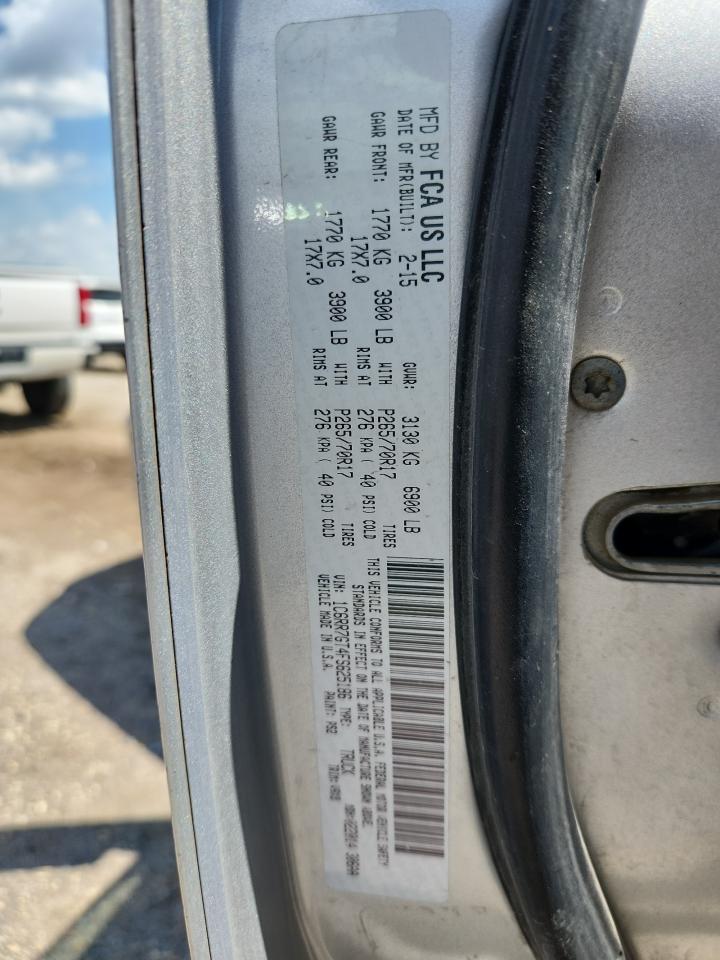 MFD BY FCA US LLC
DATE OF MFR(BUILT): 2-15 GVWR: 3130 KG 6900 LB
GAWR FRONT: 1770 KG 3900 LB WITH P265/70R17 TIRES
17X7.0 RIMS AT 276 KPA ( 40 PSI) COLD
GAWR REAR: 1770 KG 3900 LB WITH P265/70R17 TIRES
17X7.0 RIMS AT 276 KPA ( 40 PSI) COLD
THIS VEHICLE CONFORMS TO ALL APPLICABLE U.S.A. FEDERAL MOTOR VEHICLE SAFETY
STANDARDS IN EFFECT ON THE DATE OF MANUFACTURE SHOWN ABOVE.
VIN: 1C6RR7GT4FS625196 TYPE: TRUCK
VEHICLE MADE IN U.S.A. PAINT: PS2 TRIM: